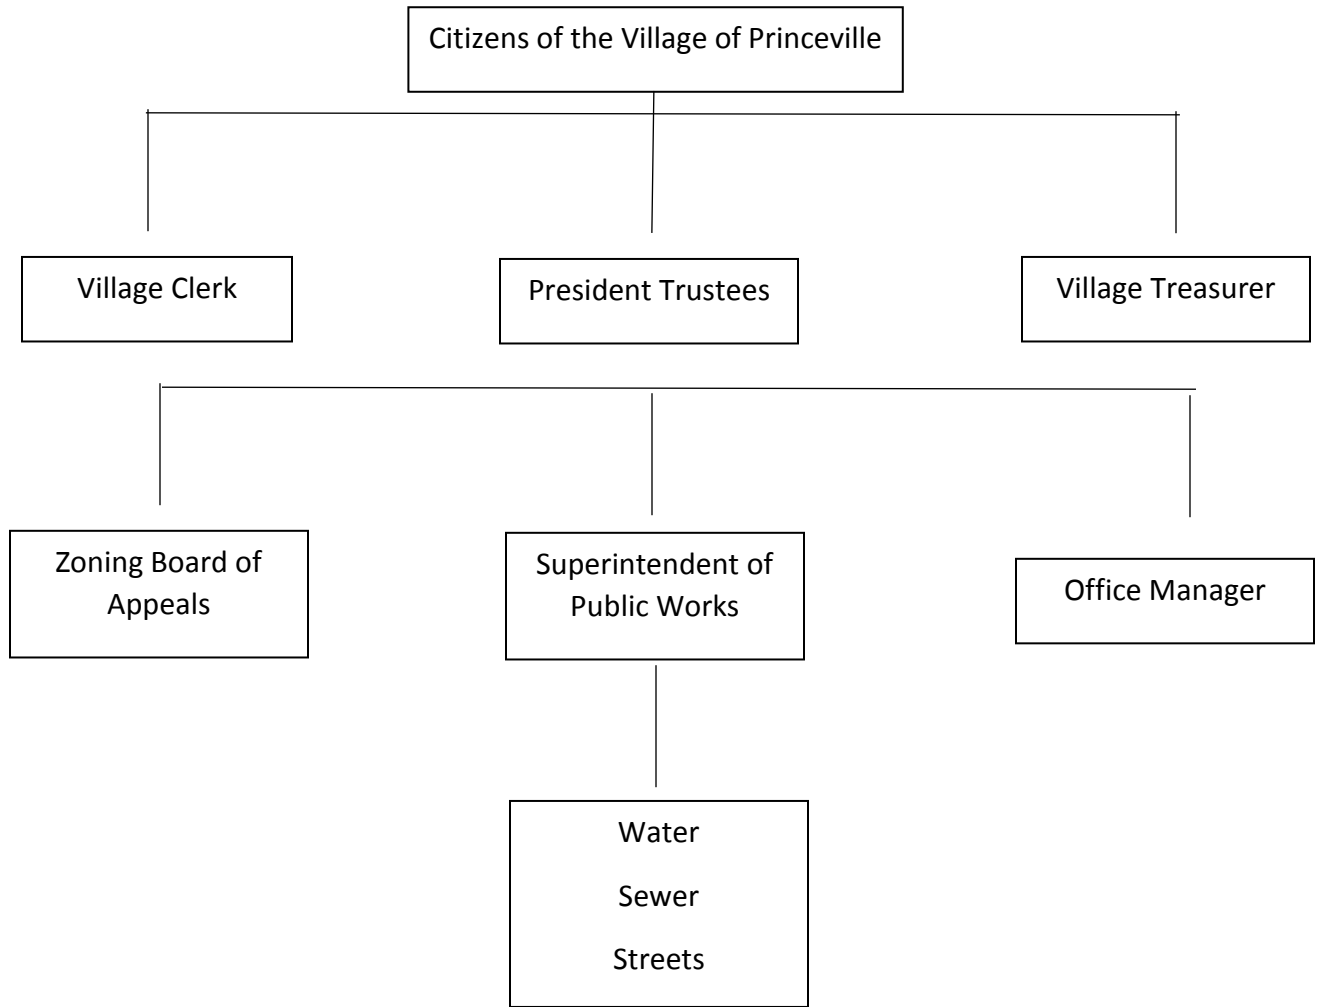 Citizens of the Village of Princeville
Village Clerk
President Trustees
Village Treasurer
Zoning Board of
Appeals
Superintendent of
Public Works
Office Manager
Water
Sewer
Streets